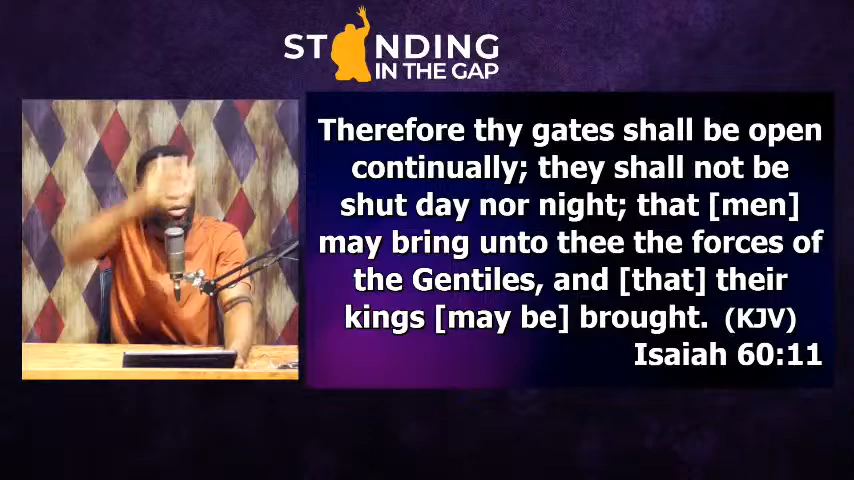 STANDING
IN THE GAP
Therefore thy gates shall be open
continually; they shall not be
shut day nor night; that [men]
may bring unto thee the forces of
the Gentiles, and [that] their
kings [may be] brought. (KJV)
Isaiah 60:11